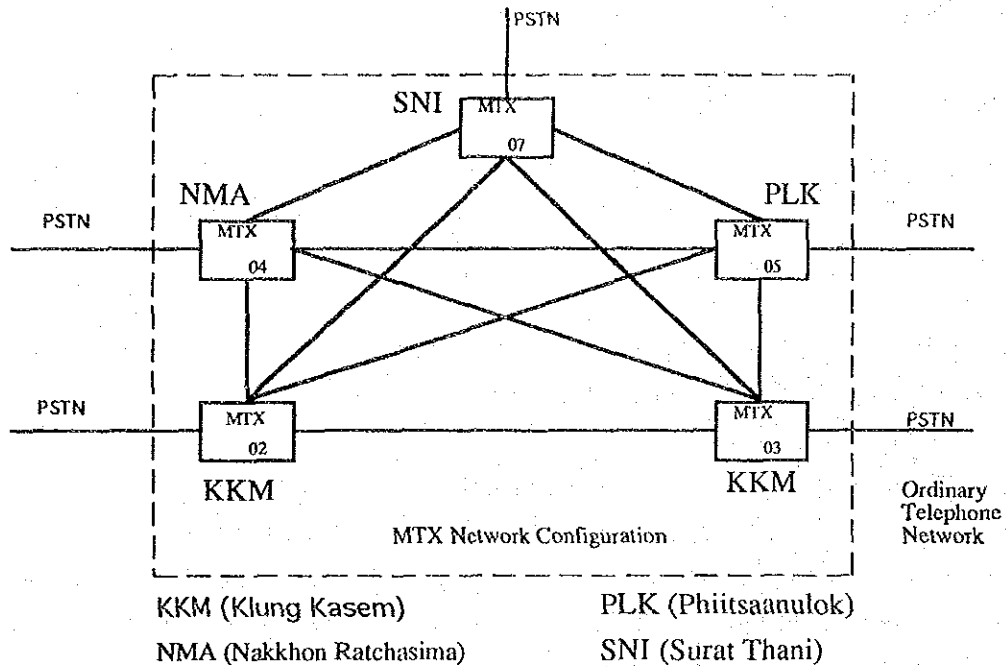 PSTN
SNI
MTX
07
NMA
PLK
PSTN
MTX
04
MTX
05
PSTN
PSTN
MTX
02
MTX
03
PSTN
KKM
KKM
Ordinary
Telephone
Network
MTX Network Configuration
KKM (Klung Kasem)
PLK (Phiitsaanulok)
NMA (Nakkhon Ratchasima)
SNI (Surat Thani)